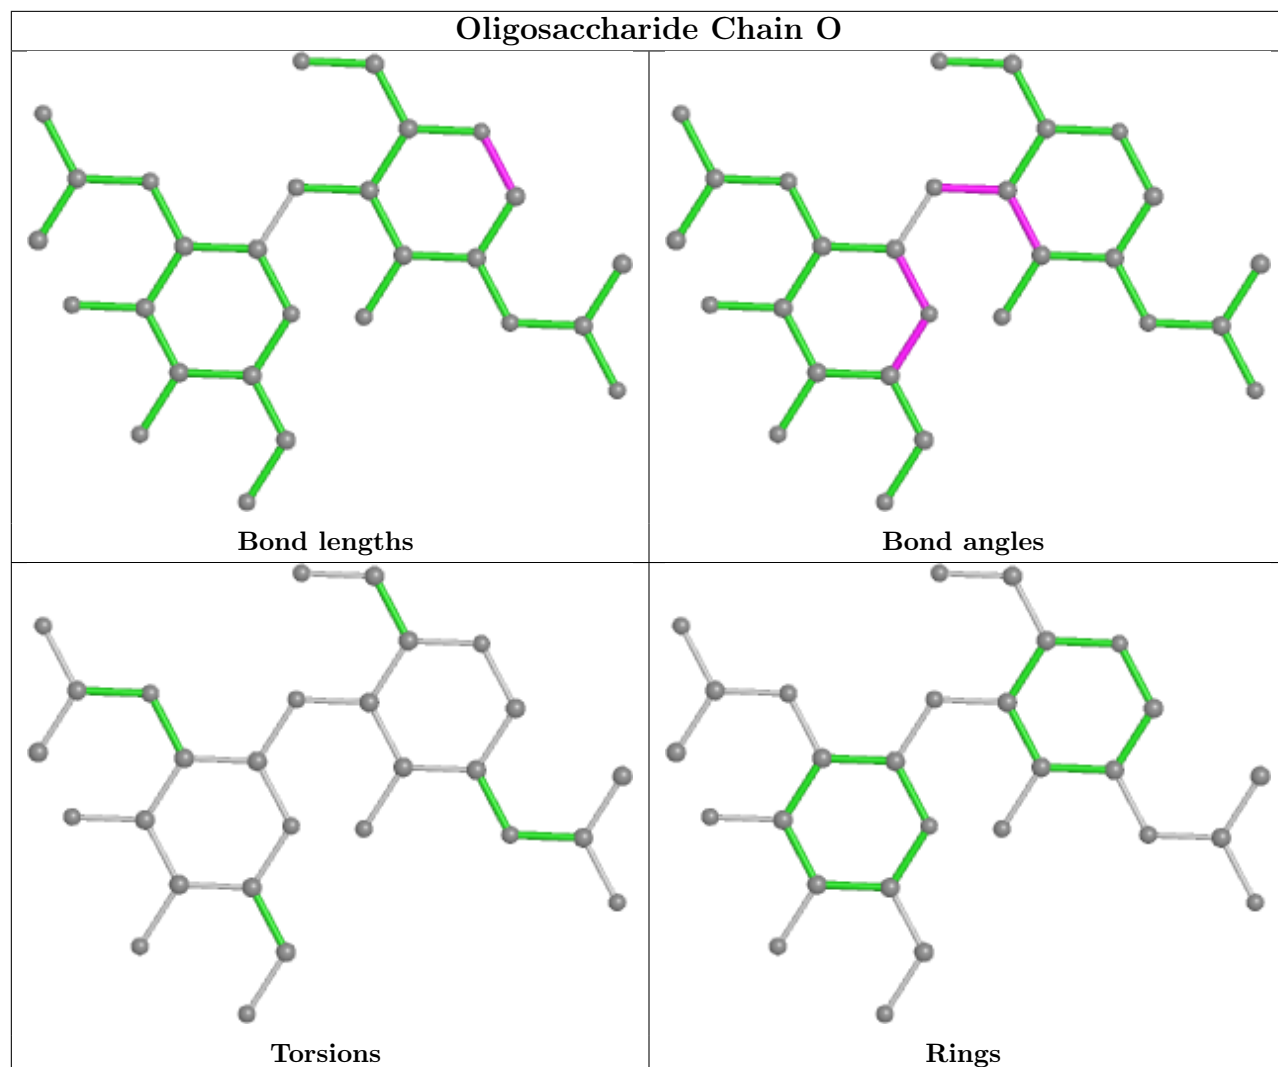 Oligosaccharide Chain O
Bond lengths
Bond angles
Torsions
Rings